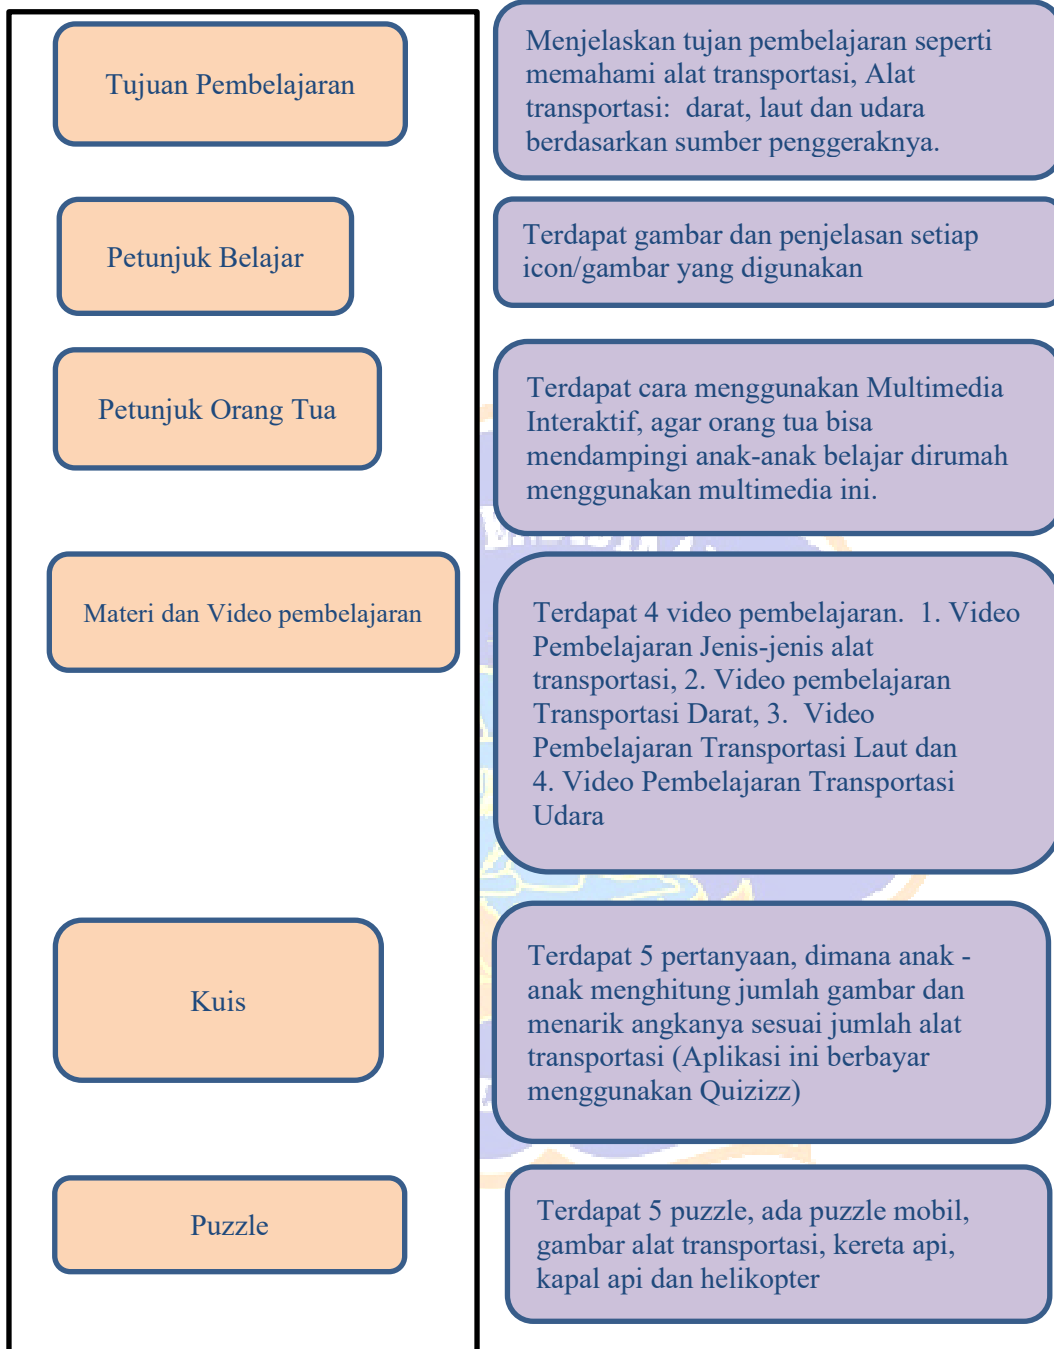 Tujuan Pembelajaran
Menjelaskan tujan pembelajaran seperti
memahami alat transportasi, Alat
transportasi: darat, laut dan udara
berdasarkan sumber penggeraknya.
Petunjuk Belajar
Terdapat gambar dan penjelasan setiap
icon/gambar yang digunakan
Petunjuk Orang Tua
Terdapat cara menggunakan Multimedia
Interaktif, agar orang tua bisa
mendampingi anak-anak belajar dirumah
menggunakan multimedia ini.
Materi dan Video pembelajaran
Terdapat 4 video pembelajaran. 1. Video
Pembelajaran Jenis-jenis alat
transportasi, 2. Video pembelajaran
Transportasi Darat, 3. Video
Pembelajaran Transportasi Laut dan
4. Video Pembelajaran Transportasi
Udara
Kuis
Terdapat 5 pertanyaan, dimana anak -
anak menghitung jumlah gambar dan
menarik angkanya sesuai jumlah alat
transportasi (Aplikasi ini berbayar
menggunakan Quizizz)
Puzzle
Terdapat 5 puzzle, ada puzzle mobil,
gambar alat transportasi, kereta api,
kapal api dan helikopter